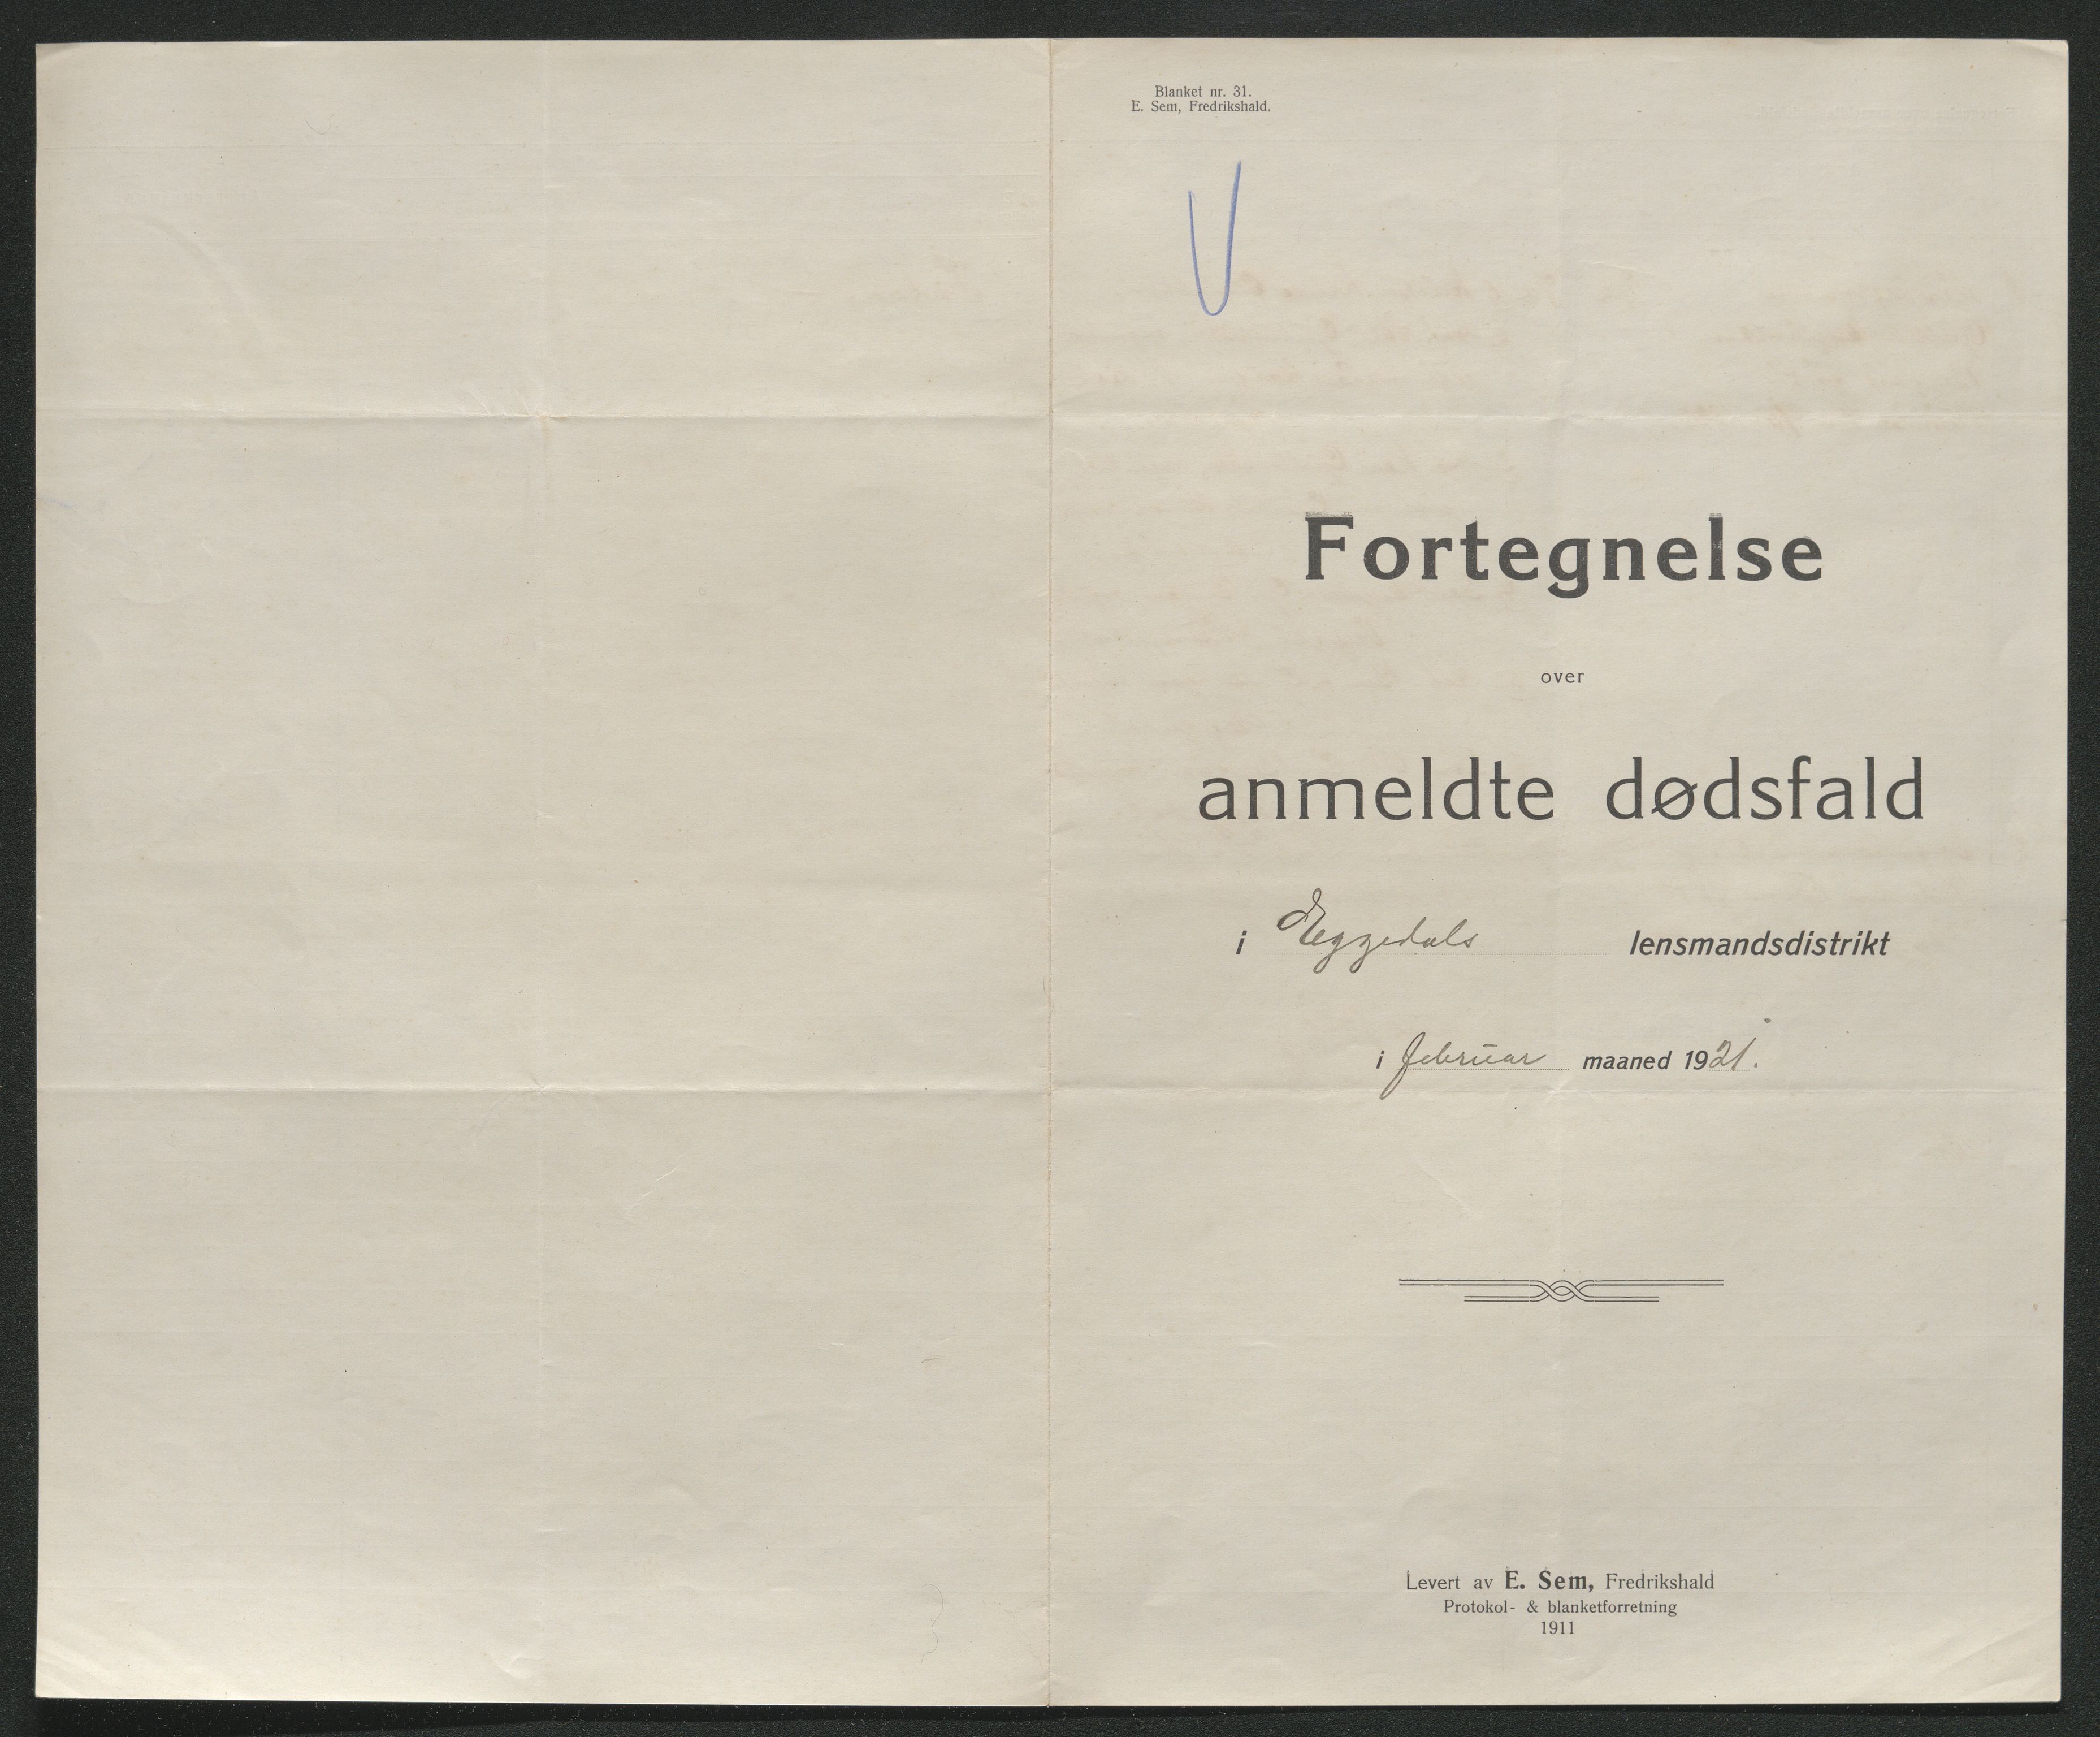 Blanket nr. 31.
E. Sem, Fredrikshald.
Fortegnelse
over
anmeldte dødsfald
i Eggedals lensmandsdistrikt
i februar maaned 1921.
Levert av E. Sem, Fredrikshald
Protokol- & blanketforretning
1911